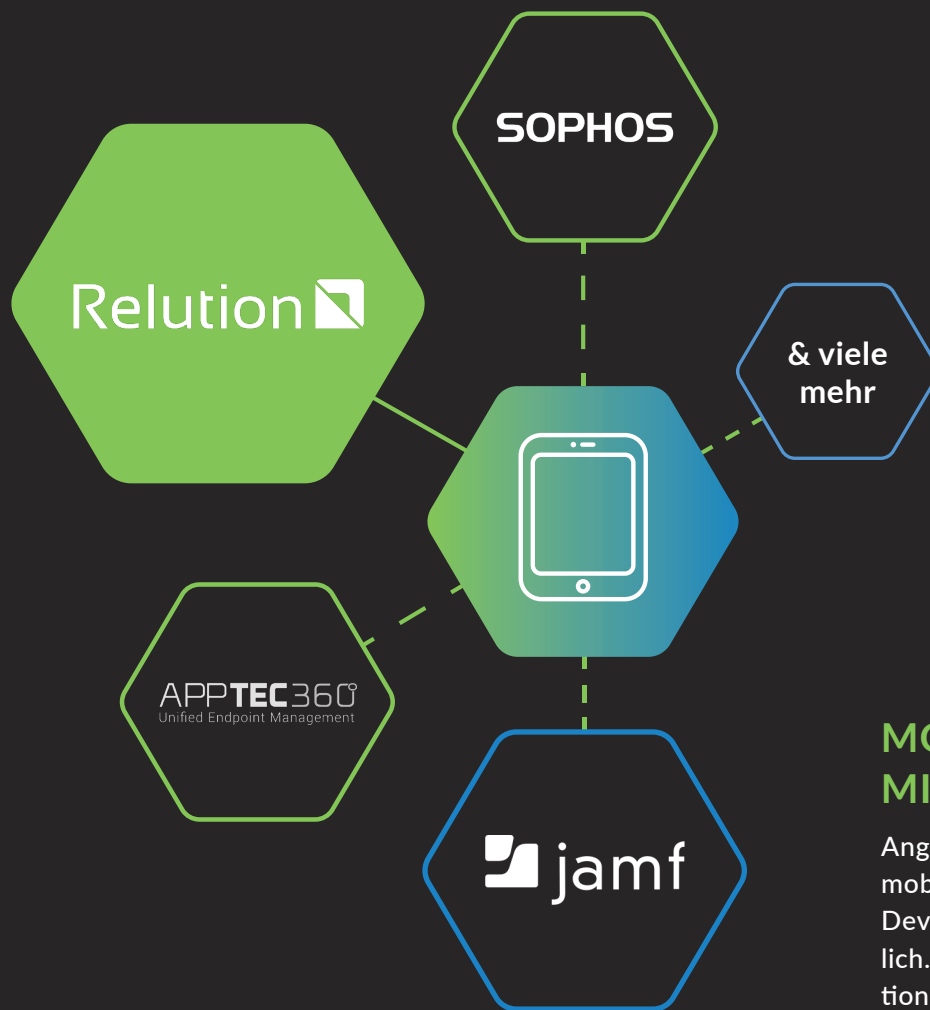 SOPHOS
Relution
& viele
mehr
APPTEC360°
Unified Endpoint Management
jamf
MO
MI
Ang
mob
Dev
lich.
tion